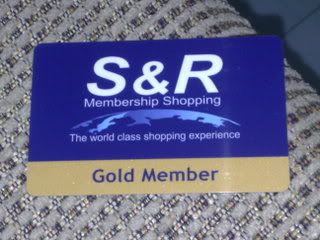 S&R
Membership Shopping
The world class shopping experience
Gold Member